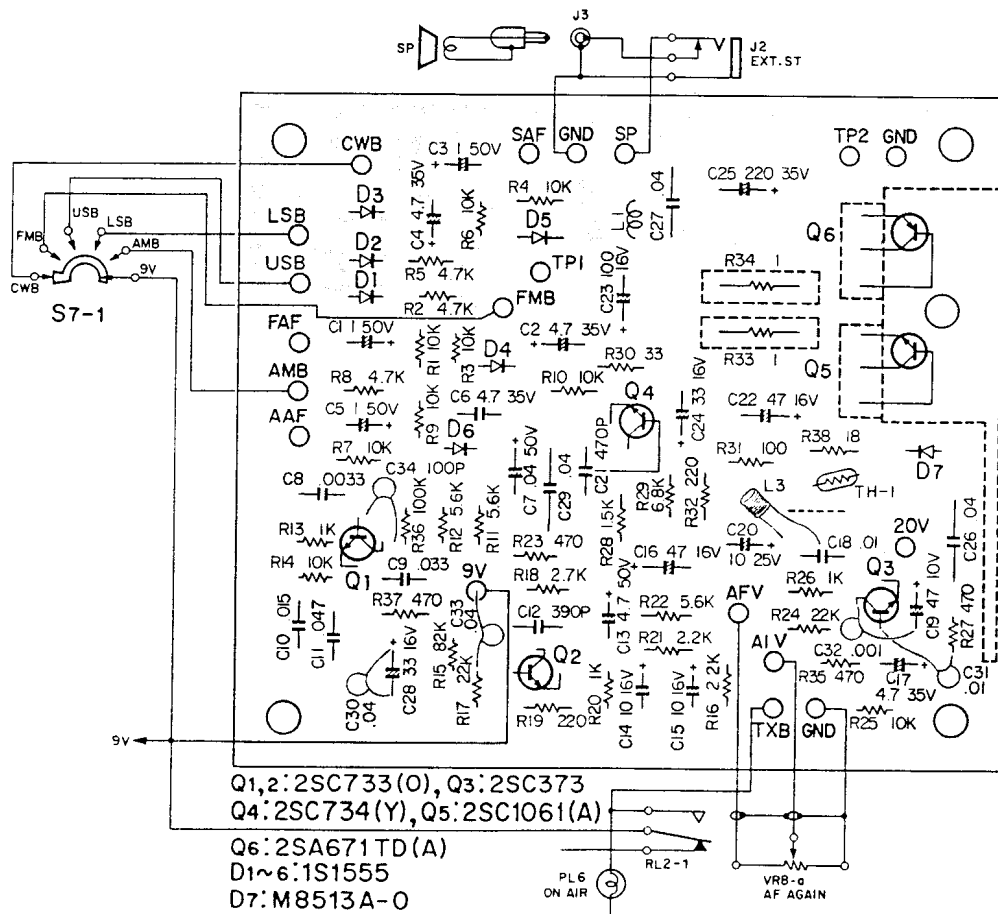 J3
SP
J2
EXT.ST
SAF GND SP
TP2 GND
CWB
C3 1 50V
C25 220 35V
D3
R4 10K
C27 .04
USB
LSB
LSB
C4 4.7 35V
R6 10K
D5
L1
Q6
FMB
AMB
D2
TP1
R34 1
9V
USB
R5 4.7K
C23 100 16V
CWB
D1
R2 4.7K
FMB
S7-1
FAF
C1 1 50V
C2 4.7 35V
R33 1
R1 10K
R3 10K
D4
R30 33
Q5
AMB
R8 4.7K
R10 10K
Q4
C24 33 16V
C22 47 16V
C5 1 50V
R9 10K
C6 4.7 35V
AAF
D6
R7 10K
R31 100
R38 18
D7
C8 .0033
C34 100P
C7 .04 50V
C29 .04
C21 470P
R29 6.8K
R32 220
L3
TH-1
R36 100K
R12 5.6K
R11 5.6K
R28 1.5K
R13 1K
R23 470
C20
10 25V
C18 .01
20V
C26 .04
R14 10K
Q1
C9 .033
9V
R18 2.7K
C16 47 16V
R26 1K
Q3
C10 .015
C11 .047
R37 470
C33 .04
C12 390P
C13 4.7 50V
R22 5.6K
AFV
R24 22K
C19 47 10V
R27 470
C28 33 16V
R15 82K
R17 22K
Q2
R21 2.2K
A1V
C32 .001
R35 470
C17
4.7 35V
C31
.01
C30
.04
R19 220
R20 1K
C14 10 16V
C15 10 16V
R16 2.2K
TXB GND
R25 10K
9V
Q1,2:2SC733(O), Q3:2SC373
Q4:2SC734(Y), Q5:2SC1061(A)
Q6:2SA671TD(A)
D1~6:1S1555
D7:M8513A-O
RL2-1
PL6
ON AIR
VR8-a
AF AGAIN